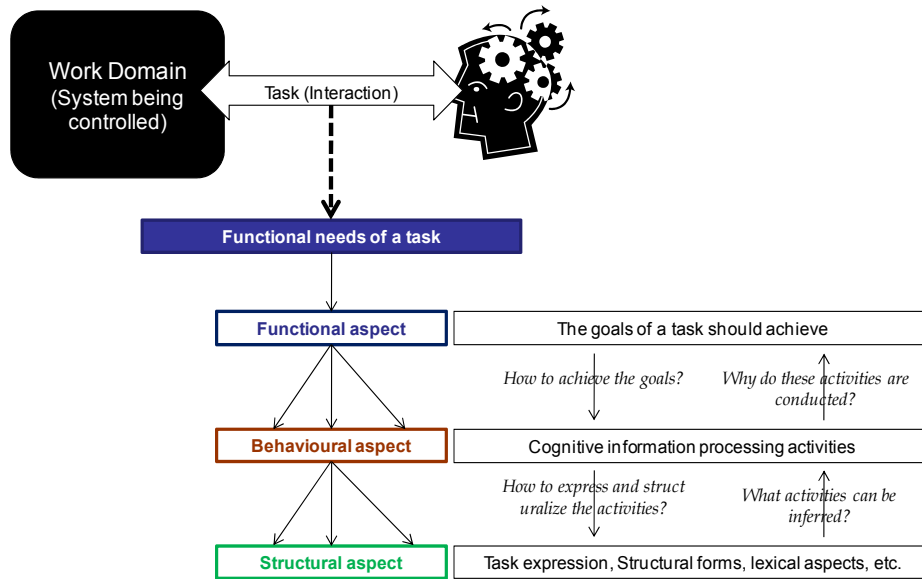 Work Domain
(System being
controlled)
Task (Interaction)
Functional needs of a task
Functional aspect
The goals of a task should achieve
How to achieve the goals?
Why do these activities are
conducted?
Behavioural aspect
Cognitive information processing activities
How to express and struct
uralize the activities?
What activities can be
inferred?
Structural aspect
Task expression, Structural forms, lexical aspects, etc.